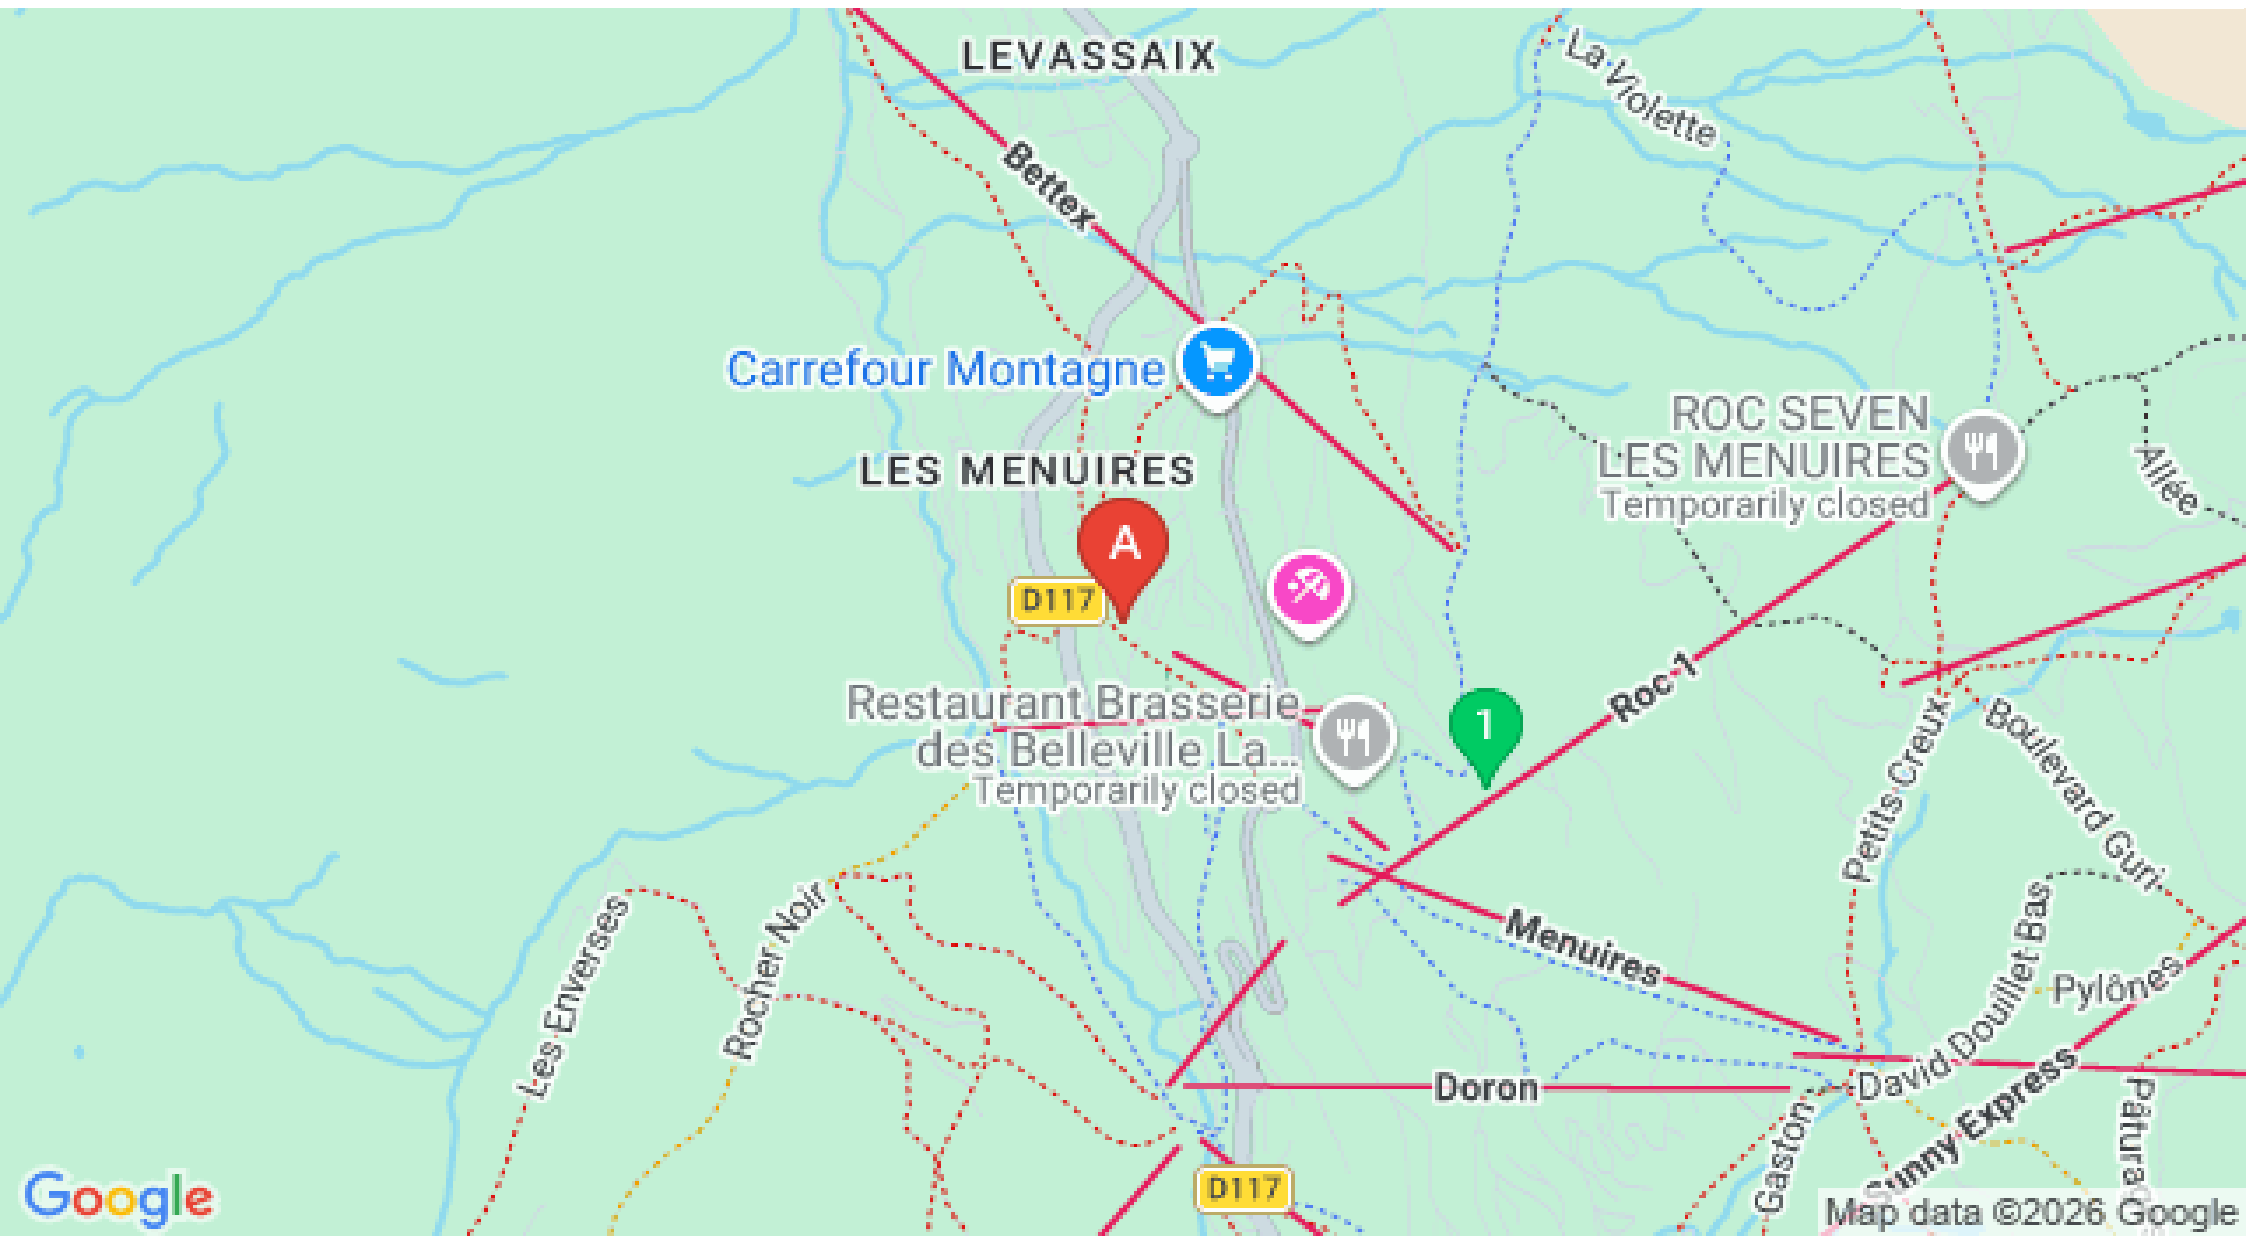 LEVASSAIX
La Violette
Bettex
Carrefour Montagne
ROC SEVEN
LES MENUIRES
Temporarily closed
Allée
LES MENUIRES
A
D117
Roc 1
Restaurant Brasserie
des Belleville La...
Temporarily closed
1
Petits Creux
Boulevard Guri
Les Enverses
Rocher Noir
Menuires
David Douillet Bas
Pylônes
Doron
Gaston
Sunny Express
Pâtura
D117
Google
Map data ©2026 Google